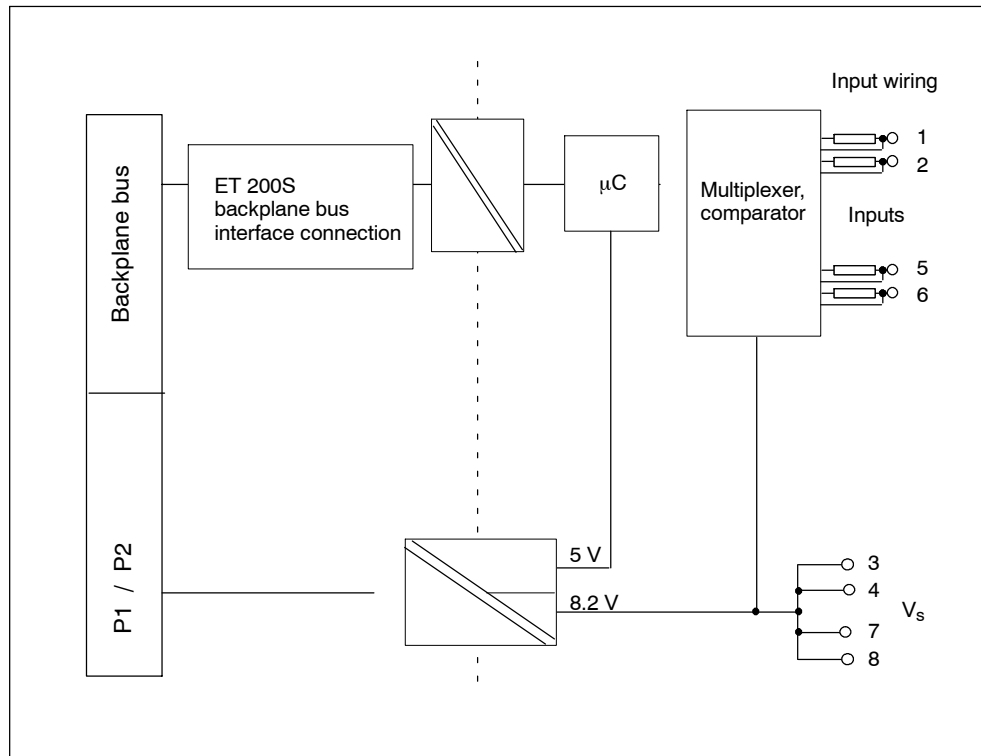 Input wiring
Backplane bus
ET 200S
backplane bus
interface connection
μC
Multiplexer,
comparator
1
2
Inputs
5
6
P1 / P2
5 V
8.2 V
3
4
Vs
7
8